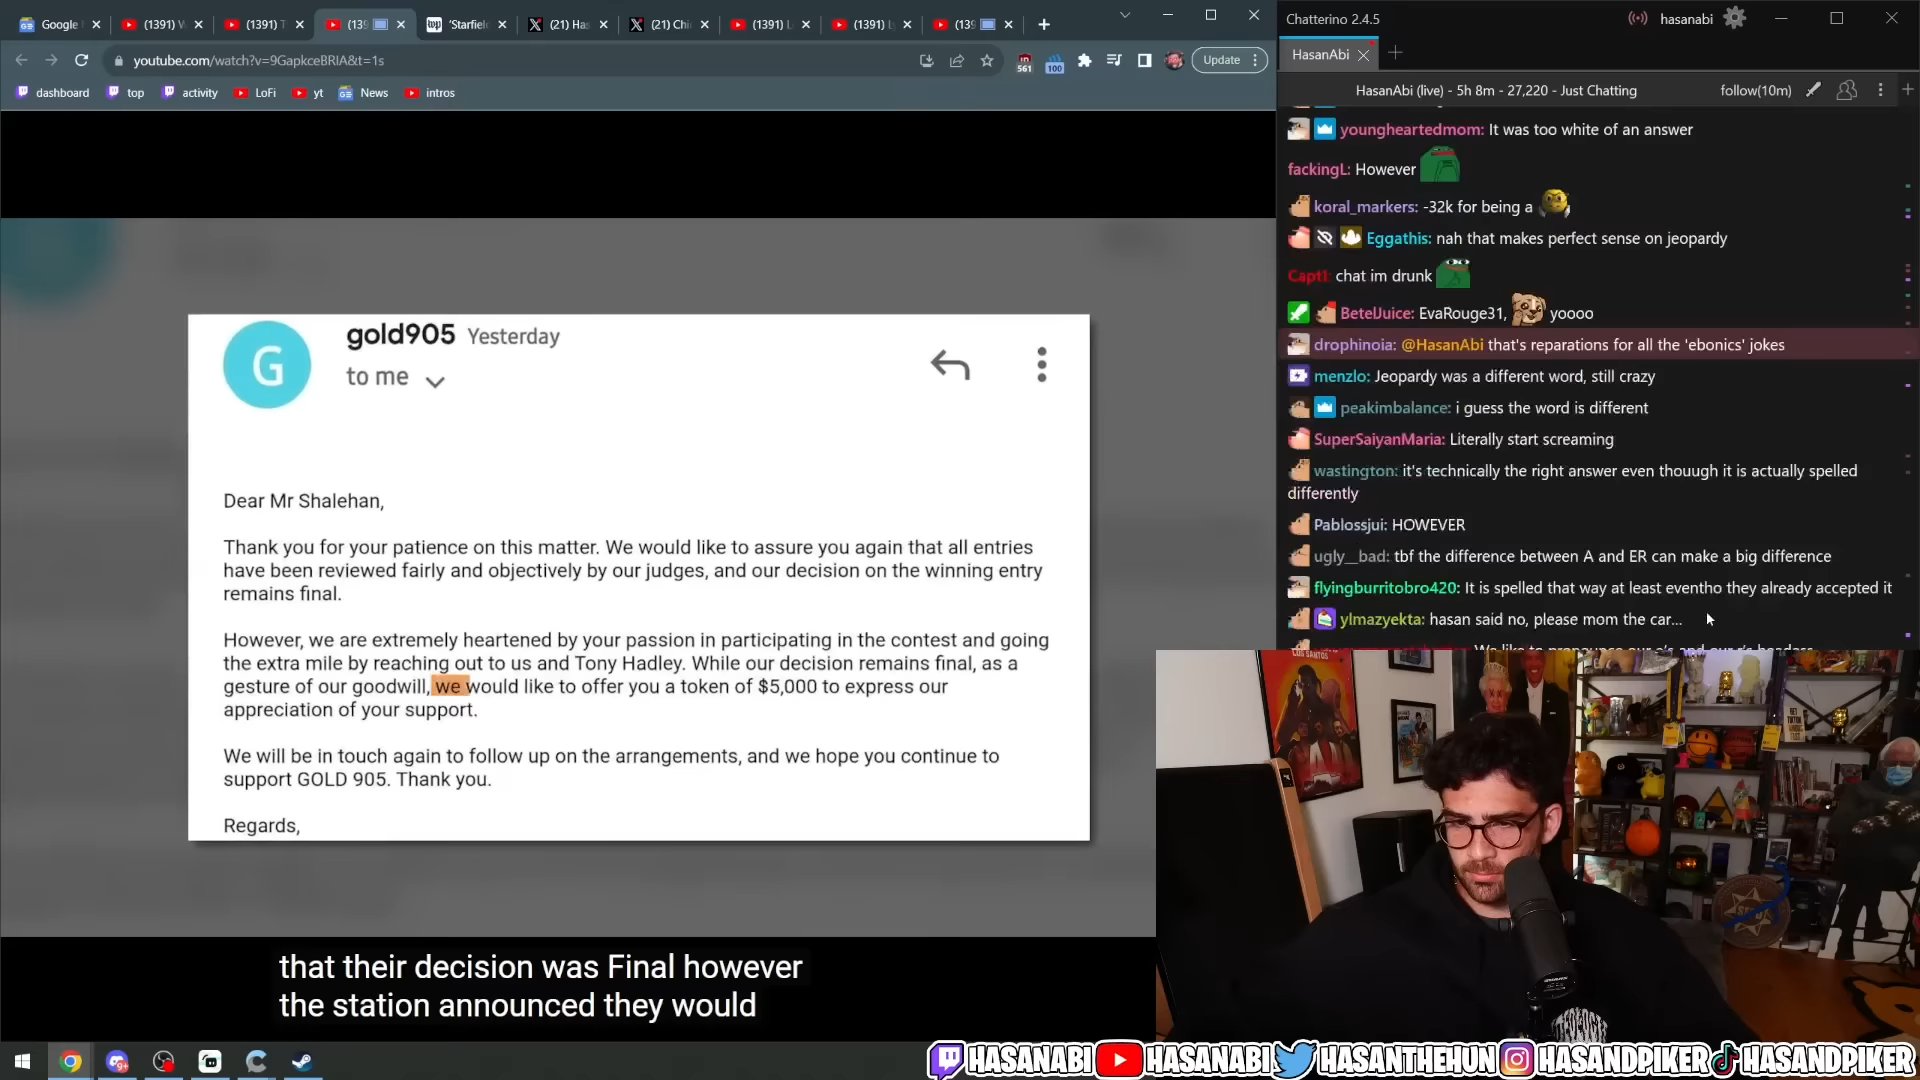 Google
(1391)
(1391) T
(139
'Starfiel
(21) Ha
(21) Chi
(1391) L
(1391)
(139
youtube.com/watch?v=9GapkceBRIA&t=1s
561
100
Update
dashboard
top
activity
LoFi
yt
News
intros
gold905 Yesterday
to me
G
Dear Mr Shalehan,
Thank you for your patience on this matter. We would like to assure you again that all entries
have been reviewed fairly and objectively by our judges, and our decision on the winning entry
remains final.
However, we are extremely heartened by your passion in participating in the contest and going
the extra mile by reaching out to us and Tony Hadley. While our decision remains final, as a
gesture of our goodwill, we would like to offer you a token of $5,000 to express our
appreciation of your support.
We will be in touch again to follow up on the arrangements, and we hope you continue to
support GOLD 905. Thank you.
Regards,
that their decision was Final however
the station announced they would
Chatterino 2.4.5
hasanabi
HasanAbi
HasanAbi (live) - 5h 8m - 27,220 - Just Chatting
follow(10m)
youngheartedmom: It was too white of an answer
fackingL: However
koral_markers: -32k for being a
Eggathis: nah that makes perfect sense on jeopardy
Capt1: chat im drunk
BetelJuice: EvaRouge31, yoooo
drophinoia: @HasanAbi that's reparations for all the 'ebonics' jokes
menzlo: Jeopardy was a different word, still crazy
peakimbalance: i guess the word is different
SuperSaiyanMaria: Literally start screaming
wastington: it's technically the right answer even thouugh it is actually spelled
differently
Pablossjui: HOWEVER
ugly__bad: tbf the difference between A and ER can make a big difference
flyingburritobro420: It is spelled that way at least eventho they already accepted it
ylmazyekta: hasan said no, please mom the car...
LOS SANTOS
HASANABI
HASANABI
HASANTHEHUN
HASANDPIKER
HASANDPIKER